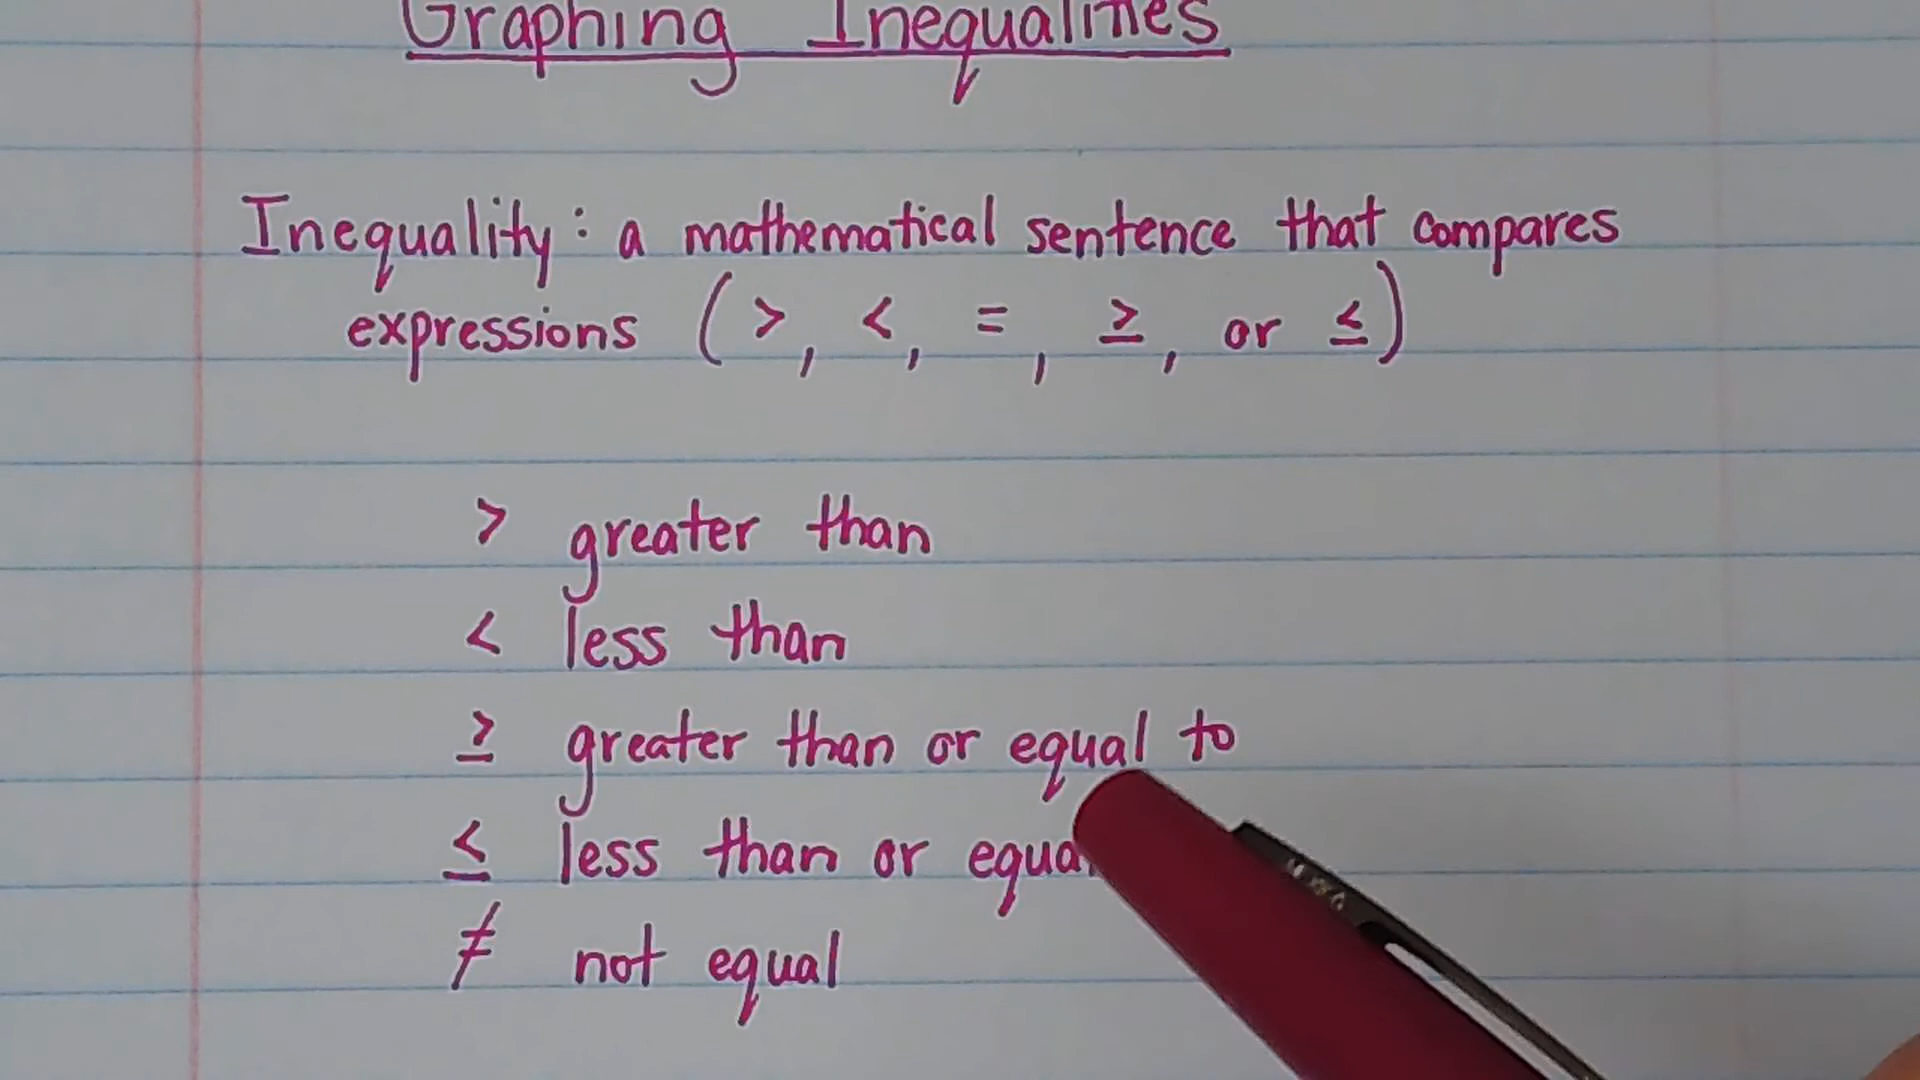 Graphing Inequalities
Inequality: a mathematical sentence that compares
expressions (>, <, =, ≥, or ≤)
> greater than
< less than
≥ greater than or equal to
≤ less than or equal
≠ not equal